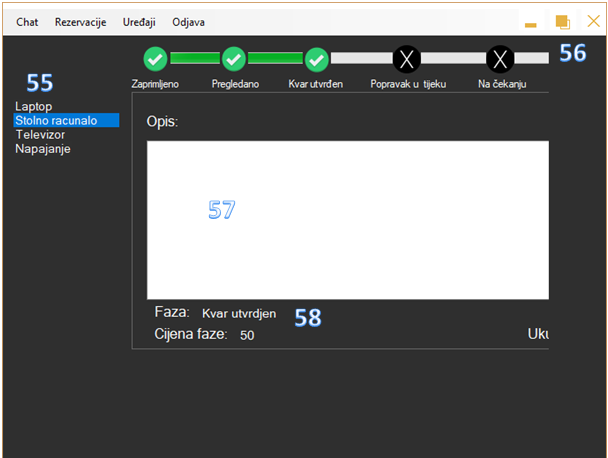 Chat Rezervacije Uređaji Odjava
56
55
Zaprimljeno Pregledano Kvar utvrđen Popravak u tijeku Na čekanju
Laptop
Stolno racunalo
Televizor
Napajanje
Opis:
57
Faza: Kvar utvrdjen 58
Cijena faze: 50 Uku